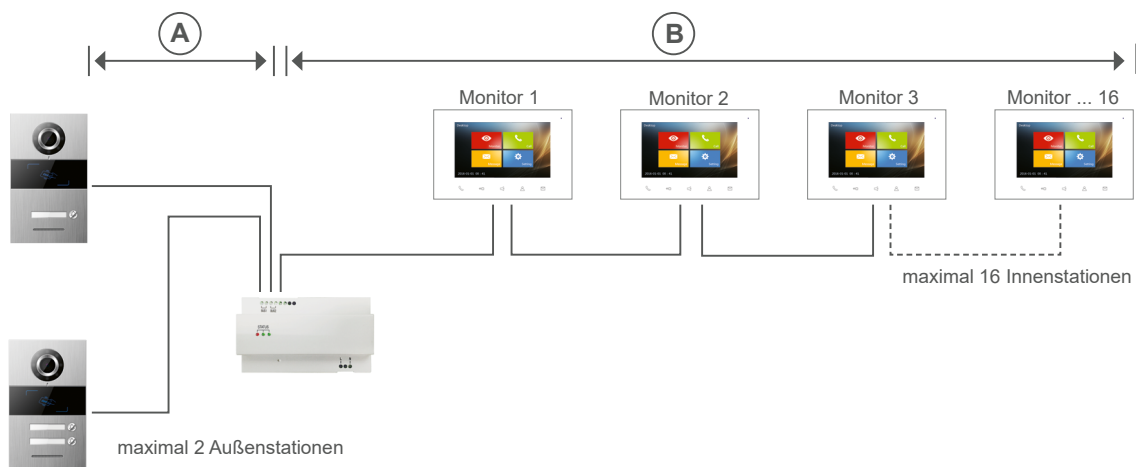 A
B
Monitor 1
Monitor 2
Monitor 3
Monitor ... 16
maximal 16 Innenstationen
maximal 2 Außenstationen